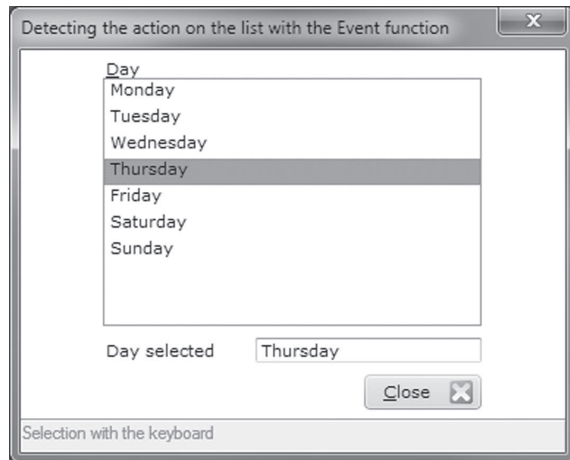 Detecting the action on the list with the Event function
Day
Monday
Tuesday
Wednesday
Thursday
Friday
Saturday
Sunday
Day selected Thursday
Close
Selection with the keyboard